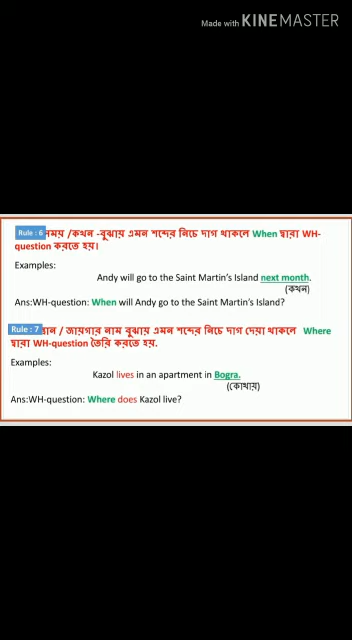 Made with KINEMASTER
Rule : 6 সময় /কখন -বুঝায় এমন শব্দের নিচে দাগ থাকলে When দ্বারা WH-
question করতে হয়।
Examples:
Andy will go to the Saint Martin's Island next month.
(কখন)
Ans:WH-question: When will Andy go to the Saint Martin's Island?
Rule : 7 / জায়গার নাম বুঝায় এমন শব্দের নিচে দাগ দেয়া থাকলে Where
দ্বারা WH-question তৈরি করতে হয়.
Examples:
Kazol lives in an apartment in Bogra.
(কোথায়)
Ans:WH-question: Where does Kazol live?